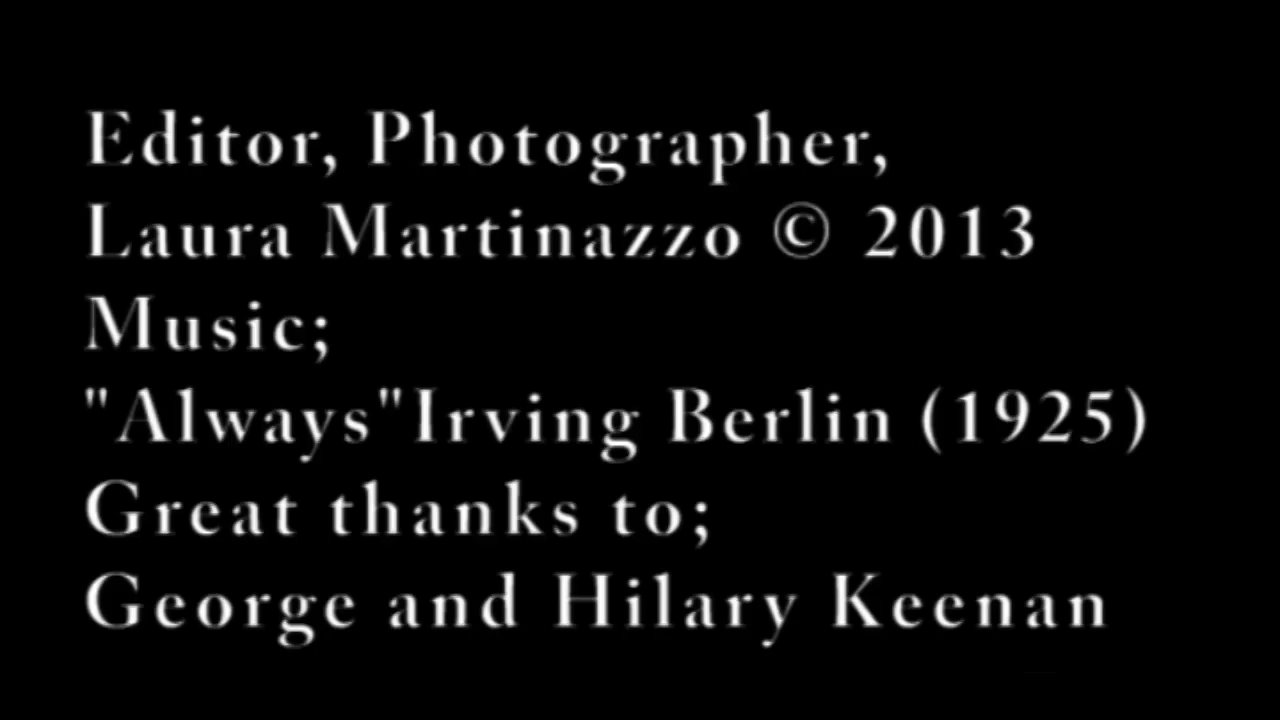 Editor, Photographer,
Laura Martinazzo © 2013
Music;
"Always"Irving Berlin (1925)
Great thanks to;
George and Hilary Keenan